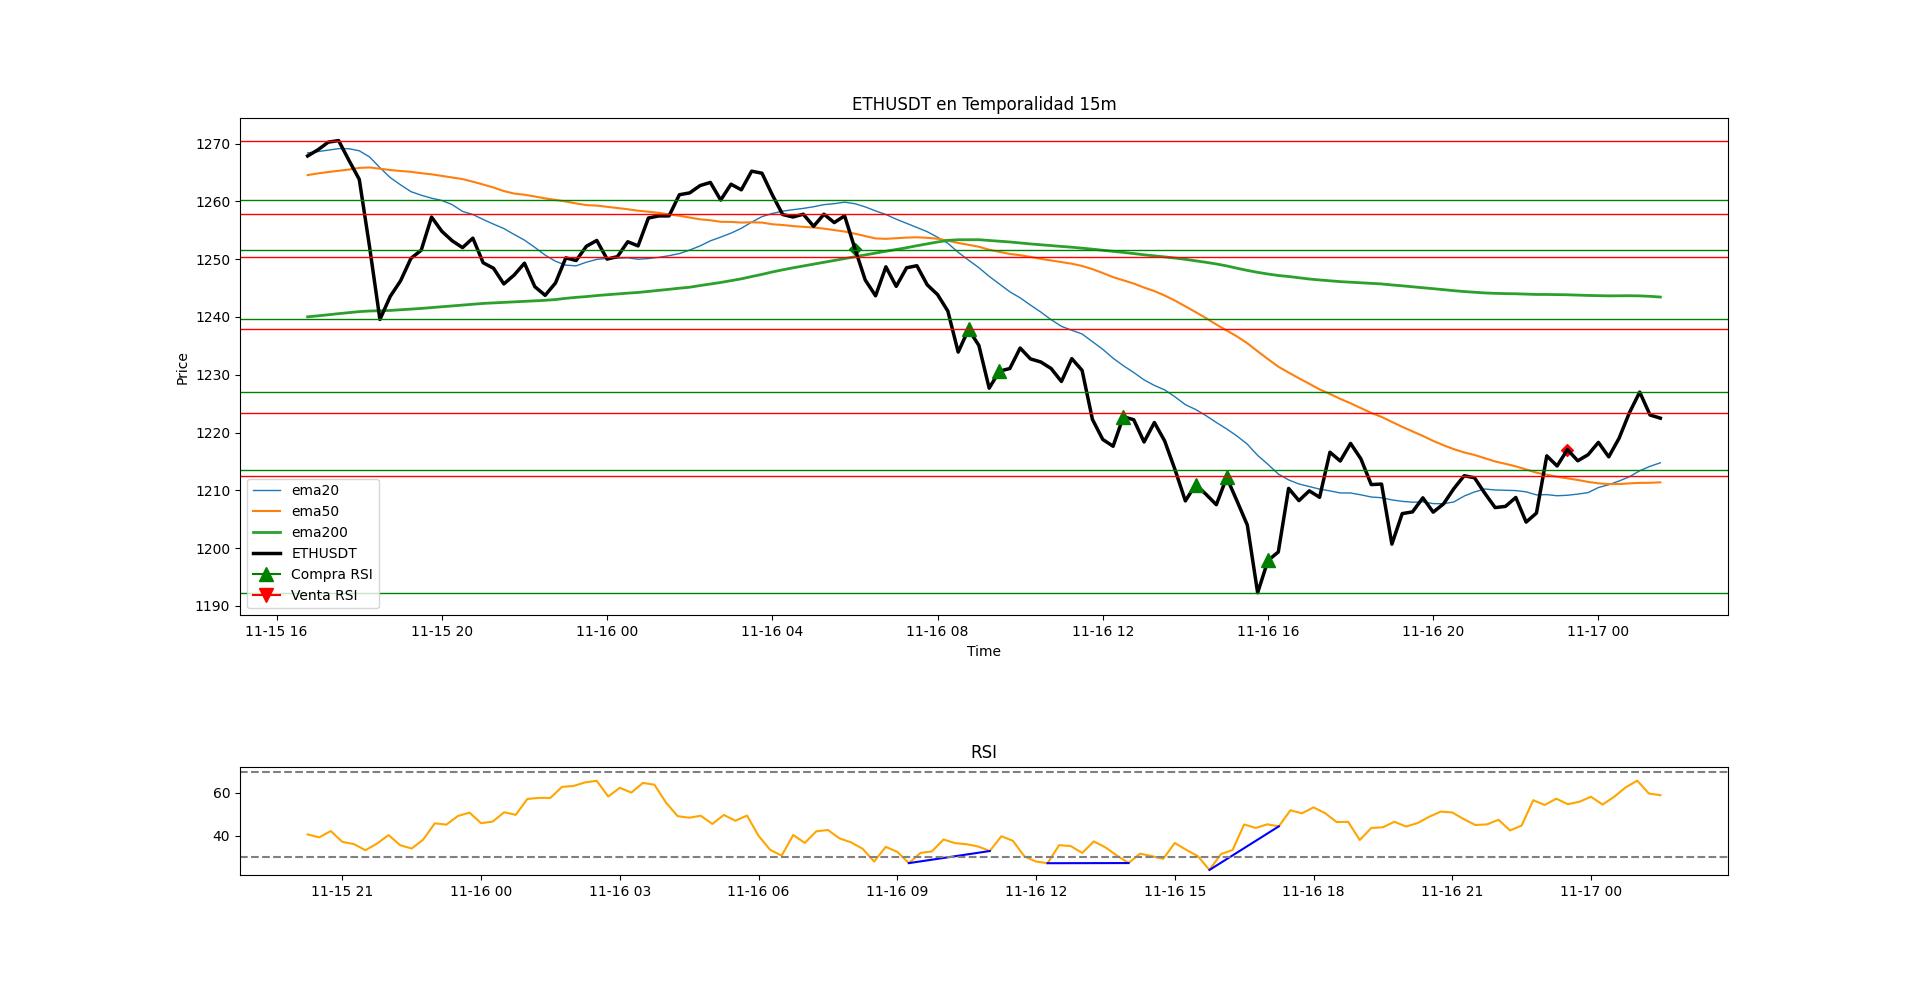 ETHUSDT en Temporalidad 15m
1270
1260
1250
1240
1230
1220
1210
1200
1190
Price
ema20
ema50
ema200
ETHUSDT
Compra RSI
Venta RSI
11-15 16 11-15 20 11-16 00 11-16 04 11-16 08 11-16 12 11-16 16 11-16 20 11-17 00
Time
RSI
60
40
11-15 21 11-16 00 11-16 03 11-16 06 11-16 09 11-16 12 11-16 15 11-16 18 11-16 21 11-17 00